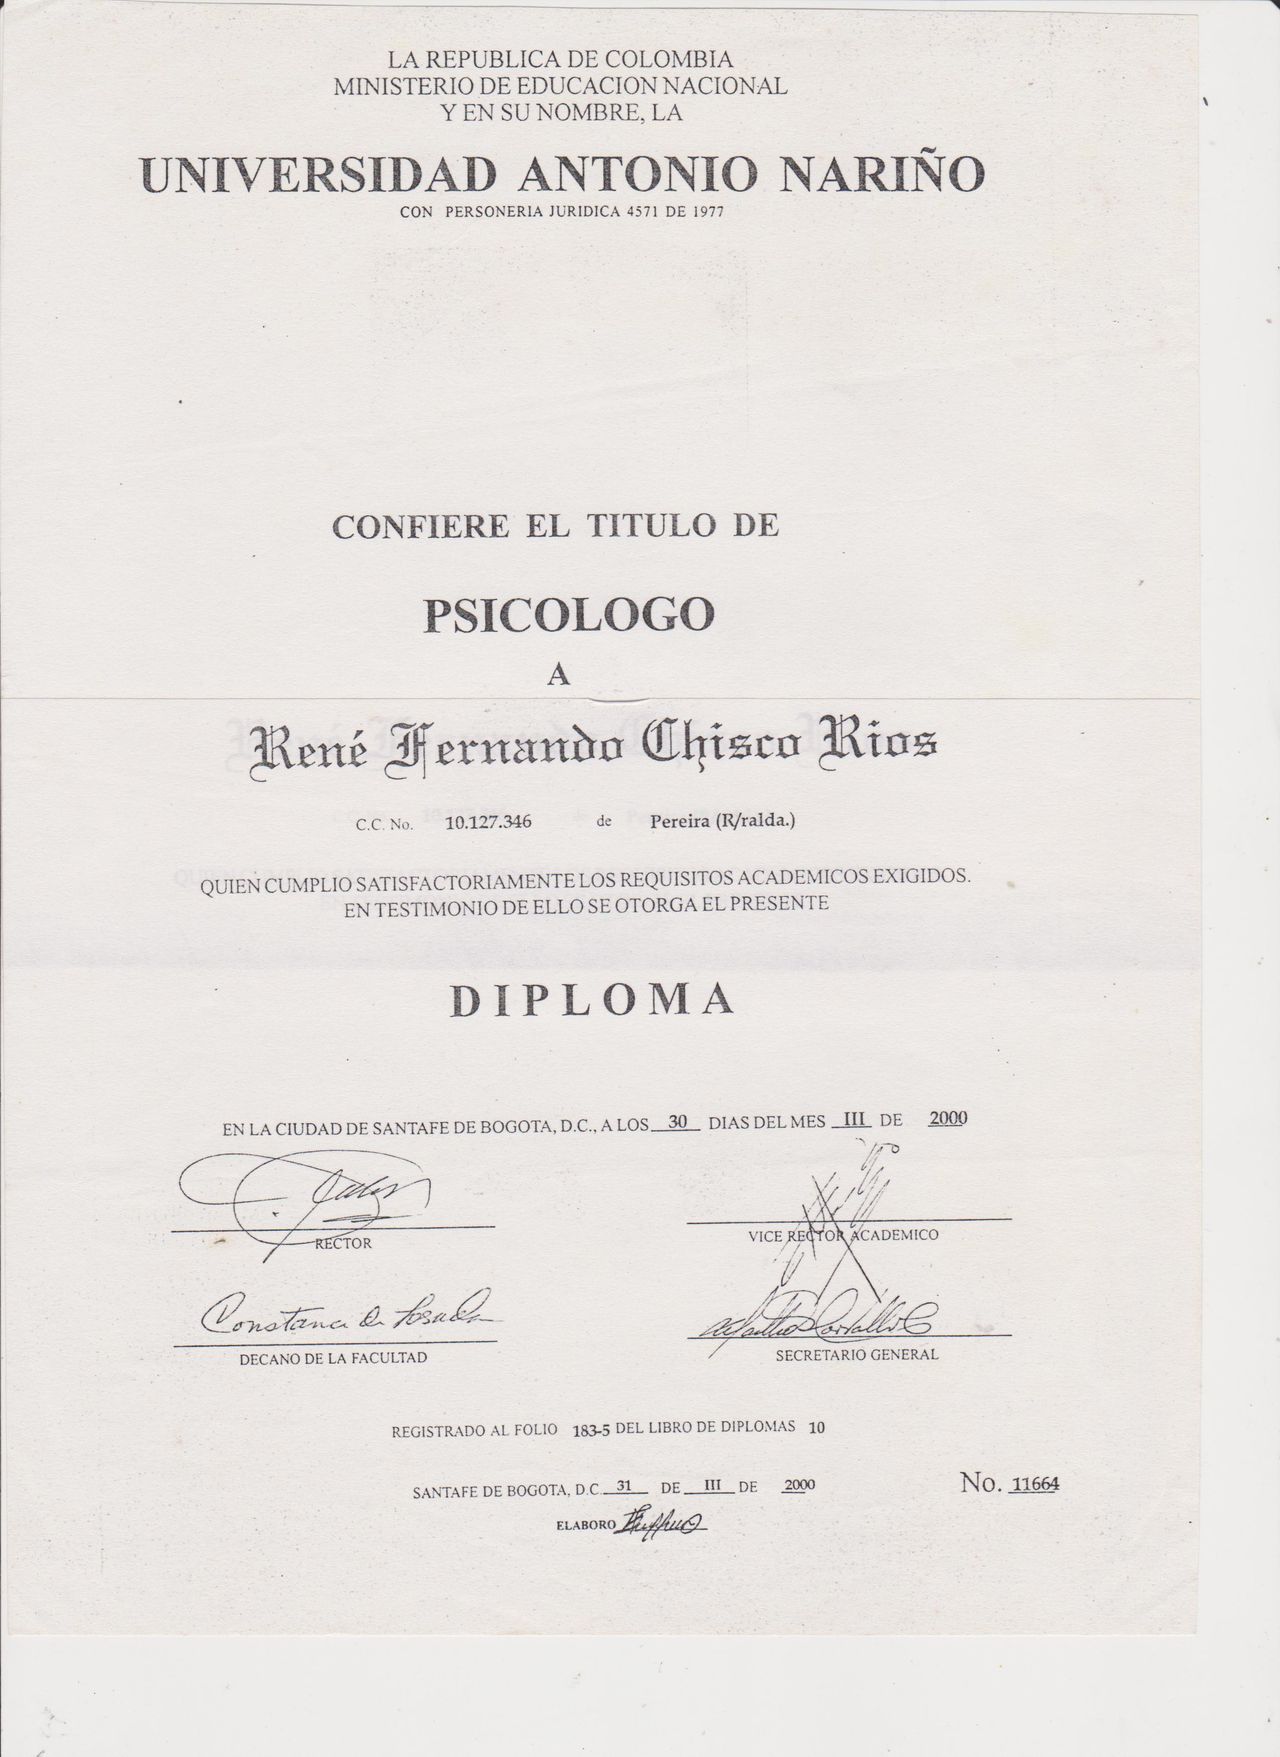 LA REPUBLICA DE COLOMBIA
MINISTERIO DE EDUCACION NACIONAL
Y EN SU NOMBRE, LA
UNIVERSIDAD ANTONIO NARIÑO
CON PERSONERIA JURIDICA 4571 DE 1977
CONFIERE EL TITULO DE
PSICOLOGO
A
René Fernando Chisco Rios
C.C. No. 10.127.346 de Pereira (R/ralda.)
QUIEN CUMPLIO SATISFACTORIAMENTE LOS REQUISITOS ACADEMICOS EXIGIDOS.
EN TESTIMONIO DE ELLO SE OTORGA EL PRESENTE
DIPLOMA
EN LA CIUDAD DE SANTAFE DE BOGOTA, D.C., A LOS 30 DIAS DEL MES III DE 2000
RECTOR
VICE RECTOR ACADEMICO
Constanza de
DECANO DE LA FACULTAD
SECRETARIO GENERAL
REGISTRADO AL FOLIO 183-5 DEL LIBRO DE DIPLOMAS 10
SANTAFE DE BOGOTA, D.C 31 DE III DE 2000
No. 11664
ELABORO